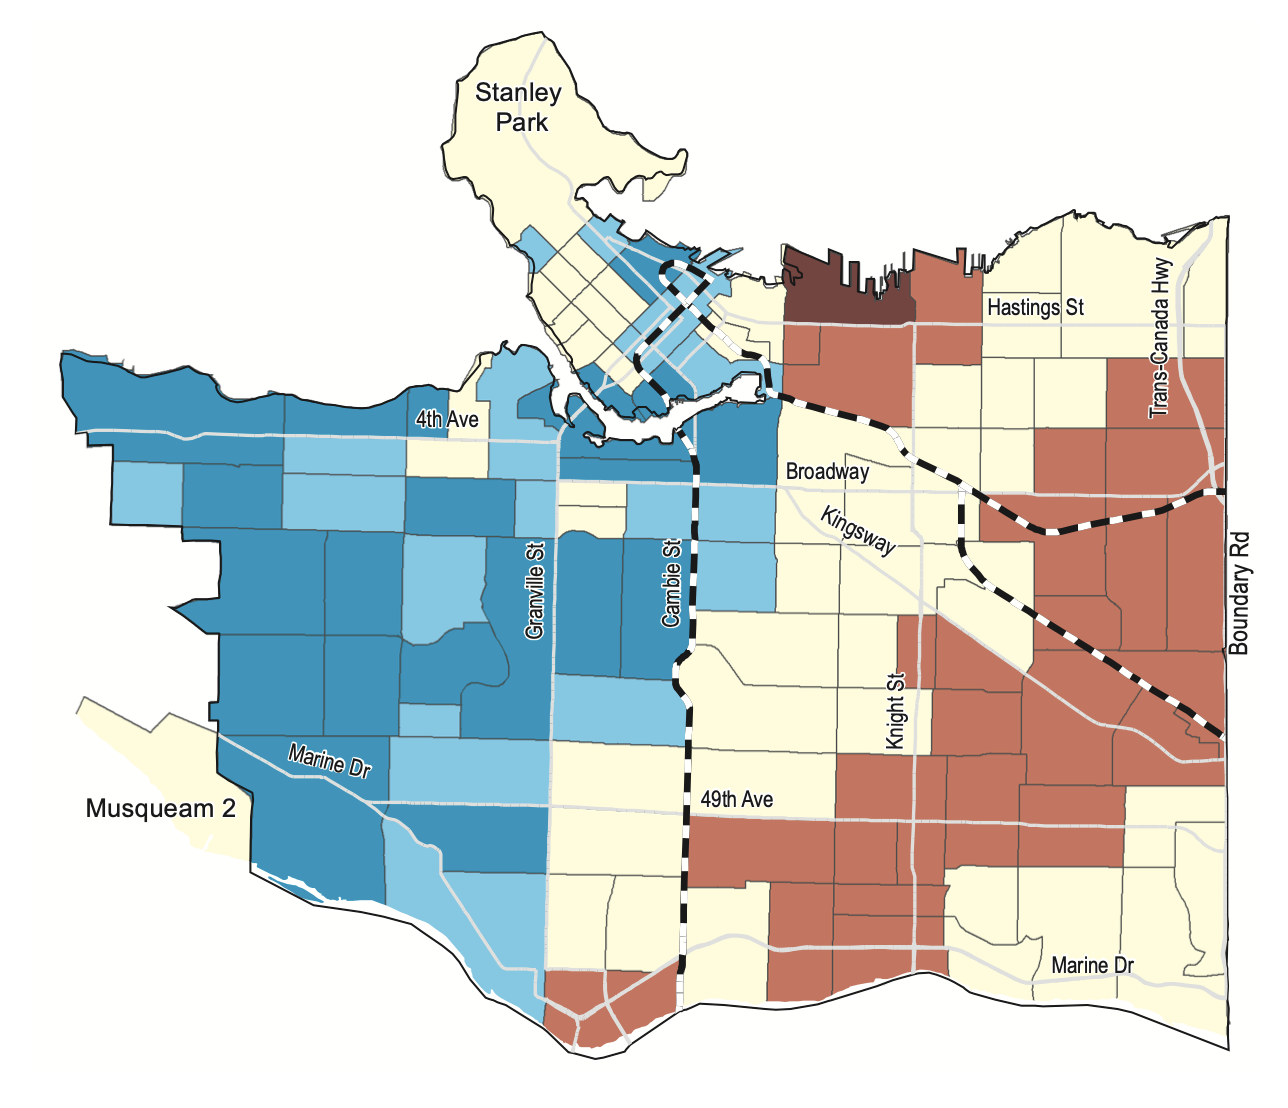 Stanley
Park
Hastings St
Trans-Canada Hwy
4th Ave
Broadway
Kingsway
Granville St
Cambie St
Boundary Rd
Knight St
Marine Dr
Musqueam 2
49th Ave
Marine Dr